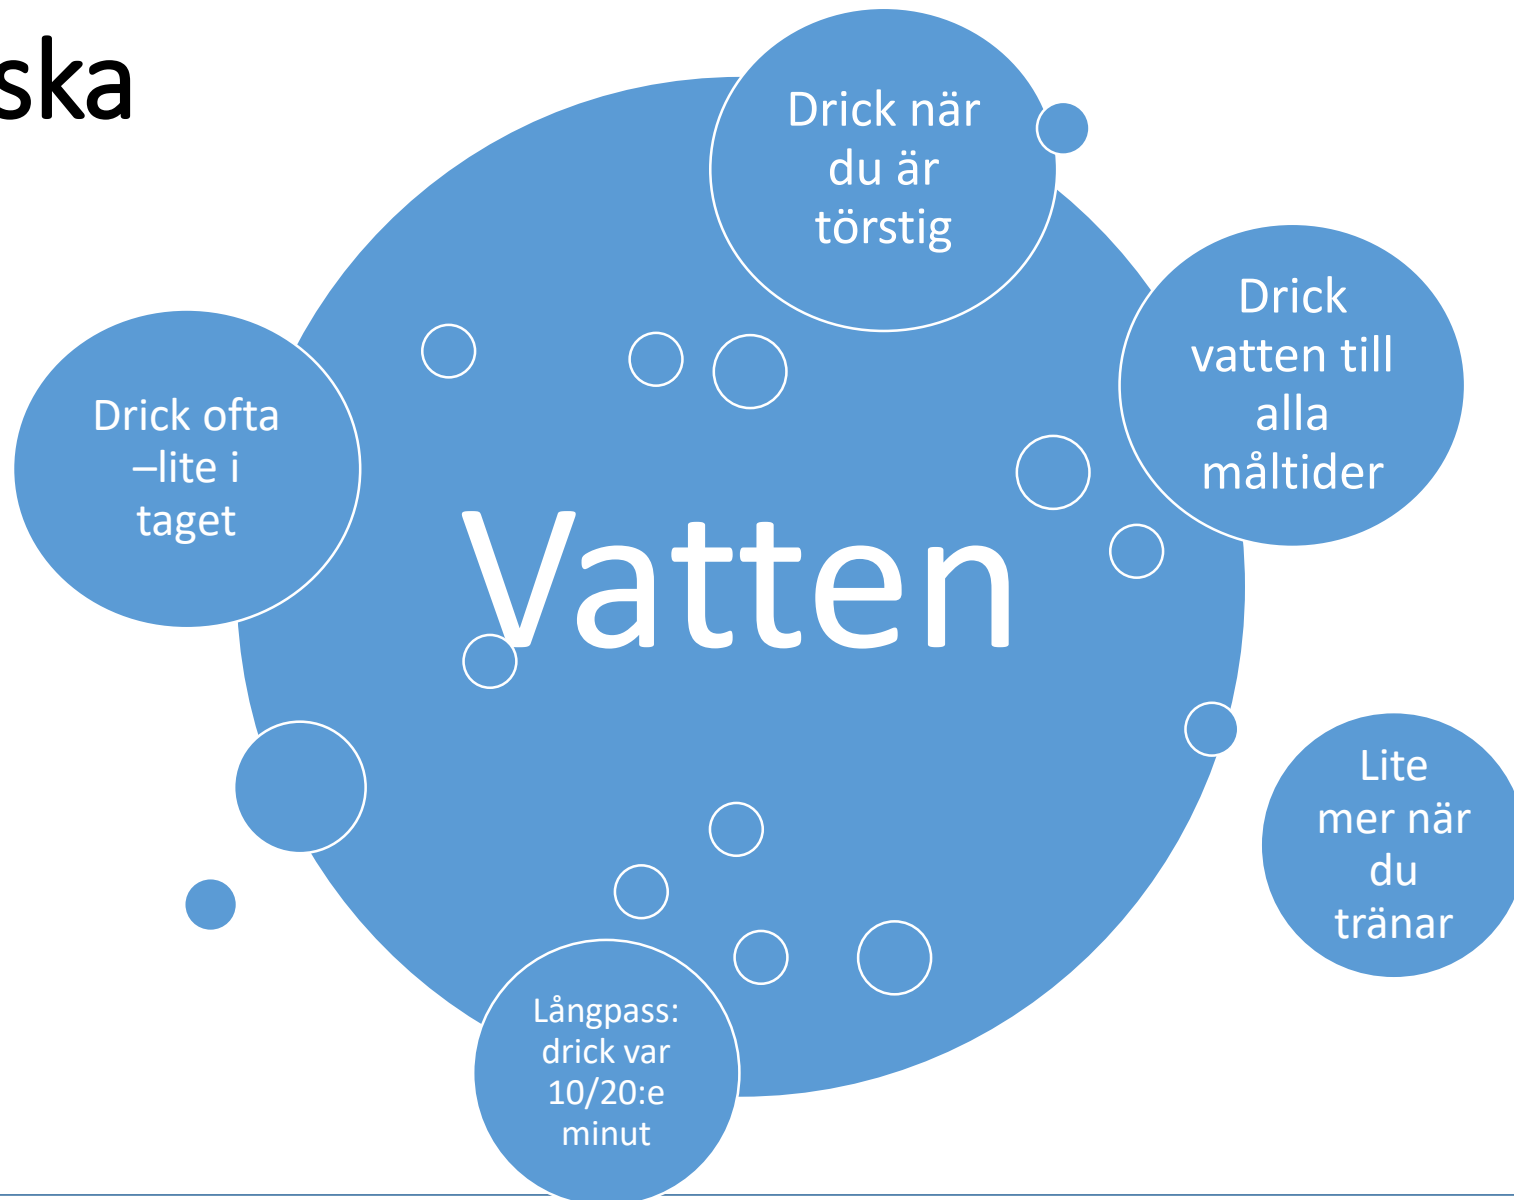 ska
Drick när
du är
törstig
Drick
vatten till
alla
måltider
Drick ofta
–lite i
taget
Vatten
Lite
mer när
du
tränar
Långpass:
drick var
10/20:e
minut